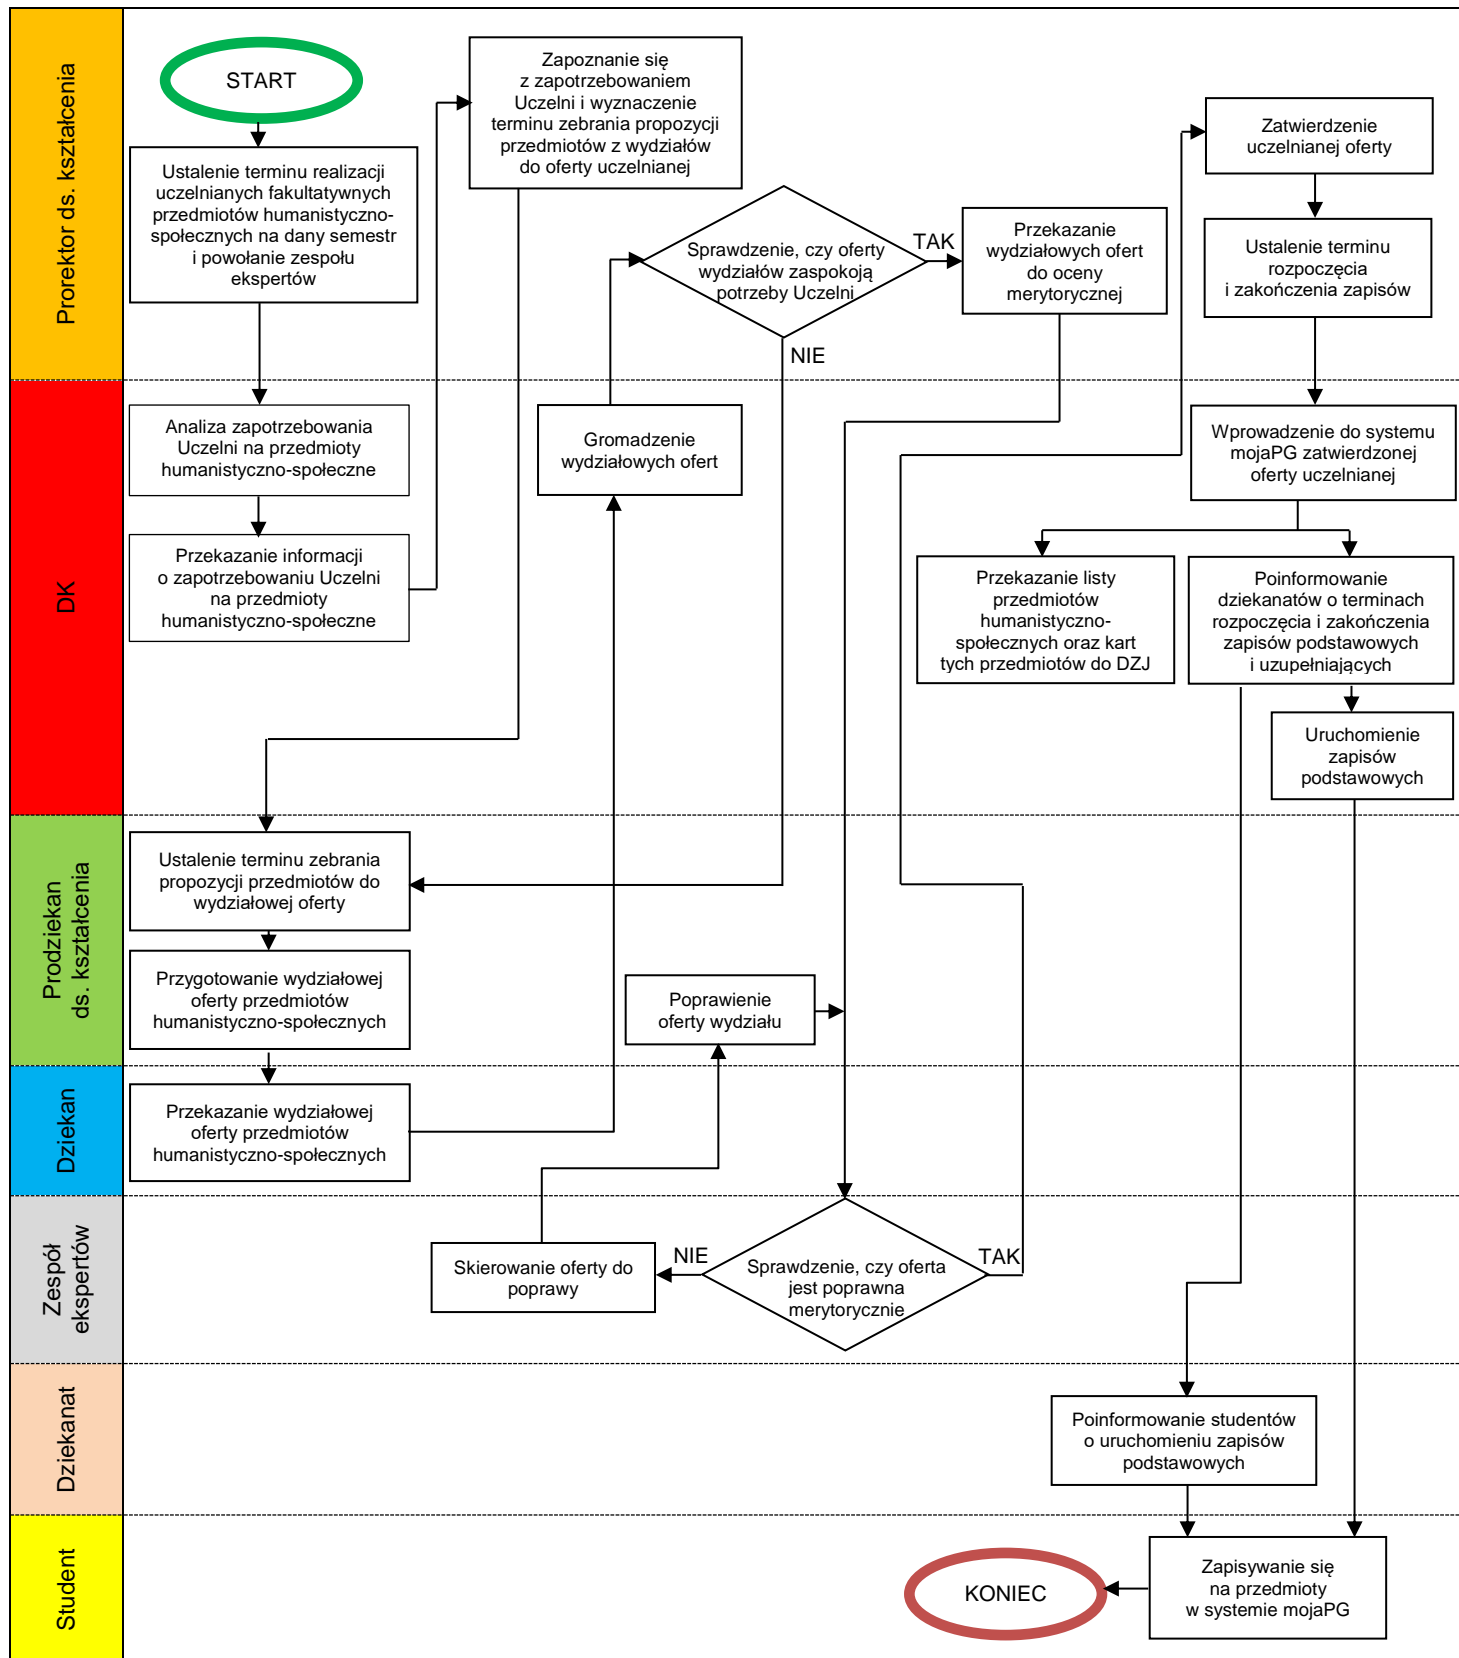 Prorektor ds. kształcenia
START
Ustalenie terminu realizacji
uczelnianych fakultatywnych
przedmiotów humanistyczno-
społecznych na dany semestr
i powołanie zespołu
ekspertów
Zapoznanie się
z zapotrzebowaniem
Uczelni i wyznaczenie
terminu zebrania propozycji
przedmiotów z wydziałów
do oferty uczelnianej
Sprawdzenie, czy oferty
wydziałów zaspokoją
potrzeby Uczelni
TAK
NIE
Przekazanie
wydziałowych ofert
do oceny
merytorycznej
Zatwierdzenie
uczelnianej oferty
Ustalenie terminu
rozpoczęcia
i zakończenia zapisów
DK
Analiza zapotrzebowania
Uczelni na przedmioty
humanistyczno-społeczne
Przekazanie informacji
o zapotrzebowaniu Uczelni
na przedmioty
humanistyczno-społeczne
Gromadzenie
wydziałowych ofert
Wprowadzenie do systemu
mojaPG zatwierdzonej
oferty uczelnianej
Przekazanie listy
przedmiotów
humanistyczno-
społecznych oraz kart
tych przedmiotów do DZJ
Poinformowanie
dziekanatów o terminach
rozpoczęcia i zakończenia
zapisów podstawowych
i uzupełniających
Uruchomienie
zapisów
podstawowych
Prodziekan
ds. kształcenia
Ustalenie terminu zebrania
propozycji przedmiotów do
wydziałowej oferty
Przygotowanie wydziałowej
oferty przedmiotów
humanistyczno-społecznych
Poprawienie
oferty wydziału
Dziekan
Przekazanie wydziałowej
oferty przedmiotów
humanistyczno-społecznych
Zespół
ekspertów
Skierowanie oferty do
poprawy
NIE
Sprawdzenie, czy oferta
jest poprawna
merytorycznie
TAK
Dziekanat
Poinformowanie studentów
o uruchomieniu zapisów
podstawowych
Student
KONIEC
Zapisywanie się
na przedmioty
w systemie mojaPG